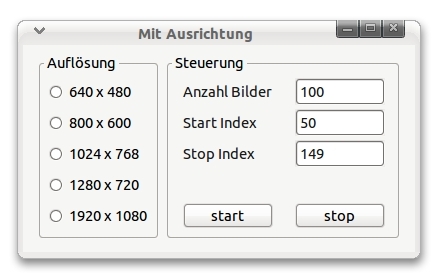 Mit Ausrichtung
Auflösung
640 x 480
800 x 600
1024 x 768
1280 x 720
1920 x 1080
Steuerung
Anzahl Bilder 100
Start Index 50
Stop Index 149
start stop